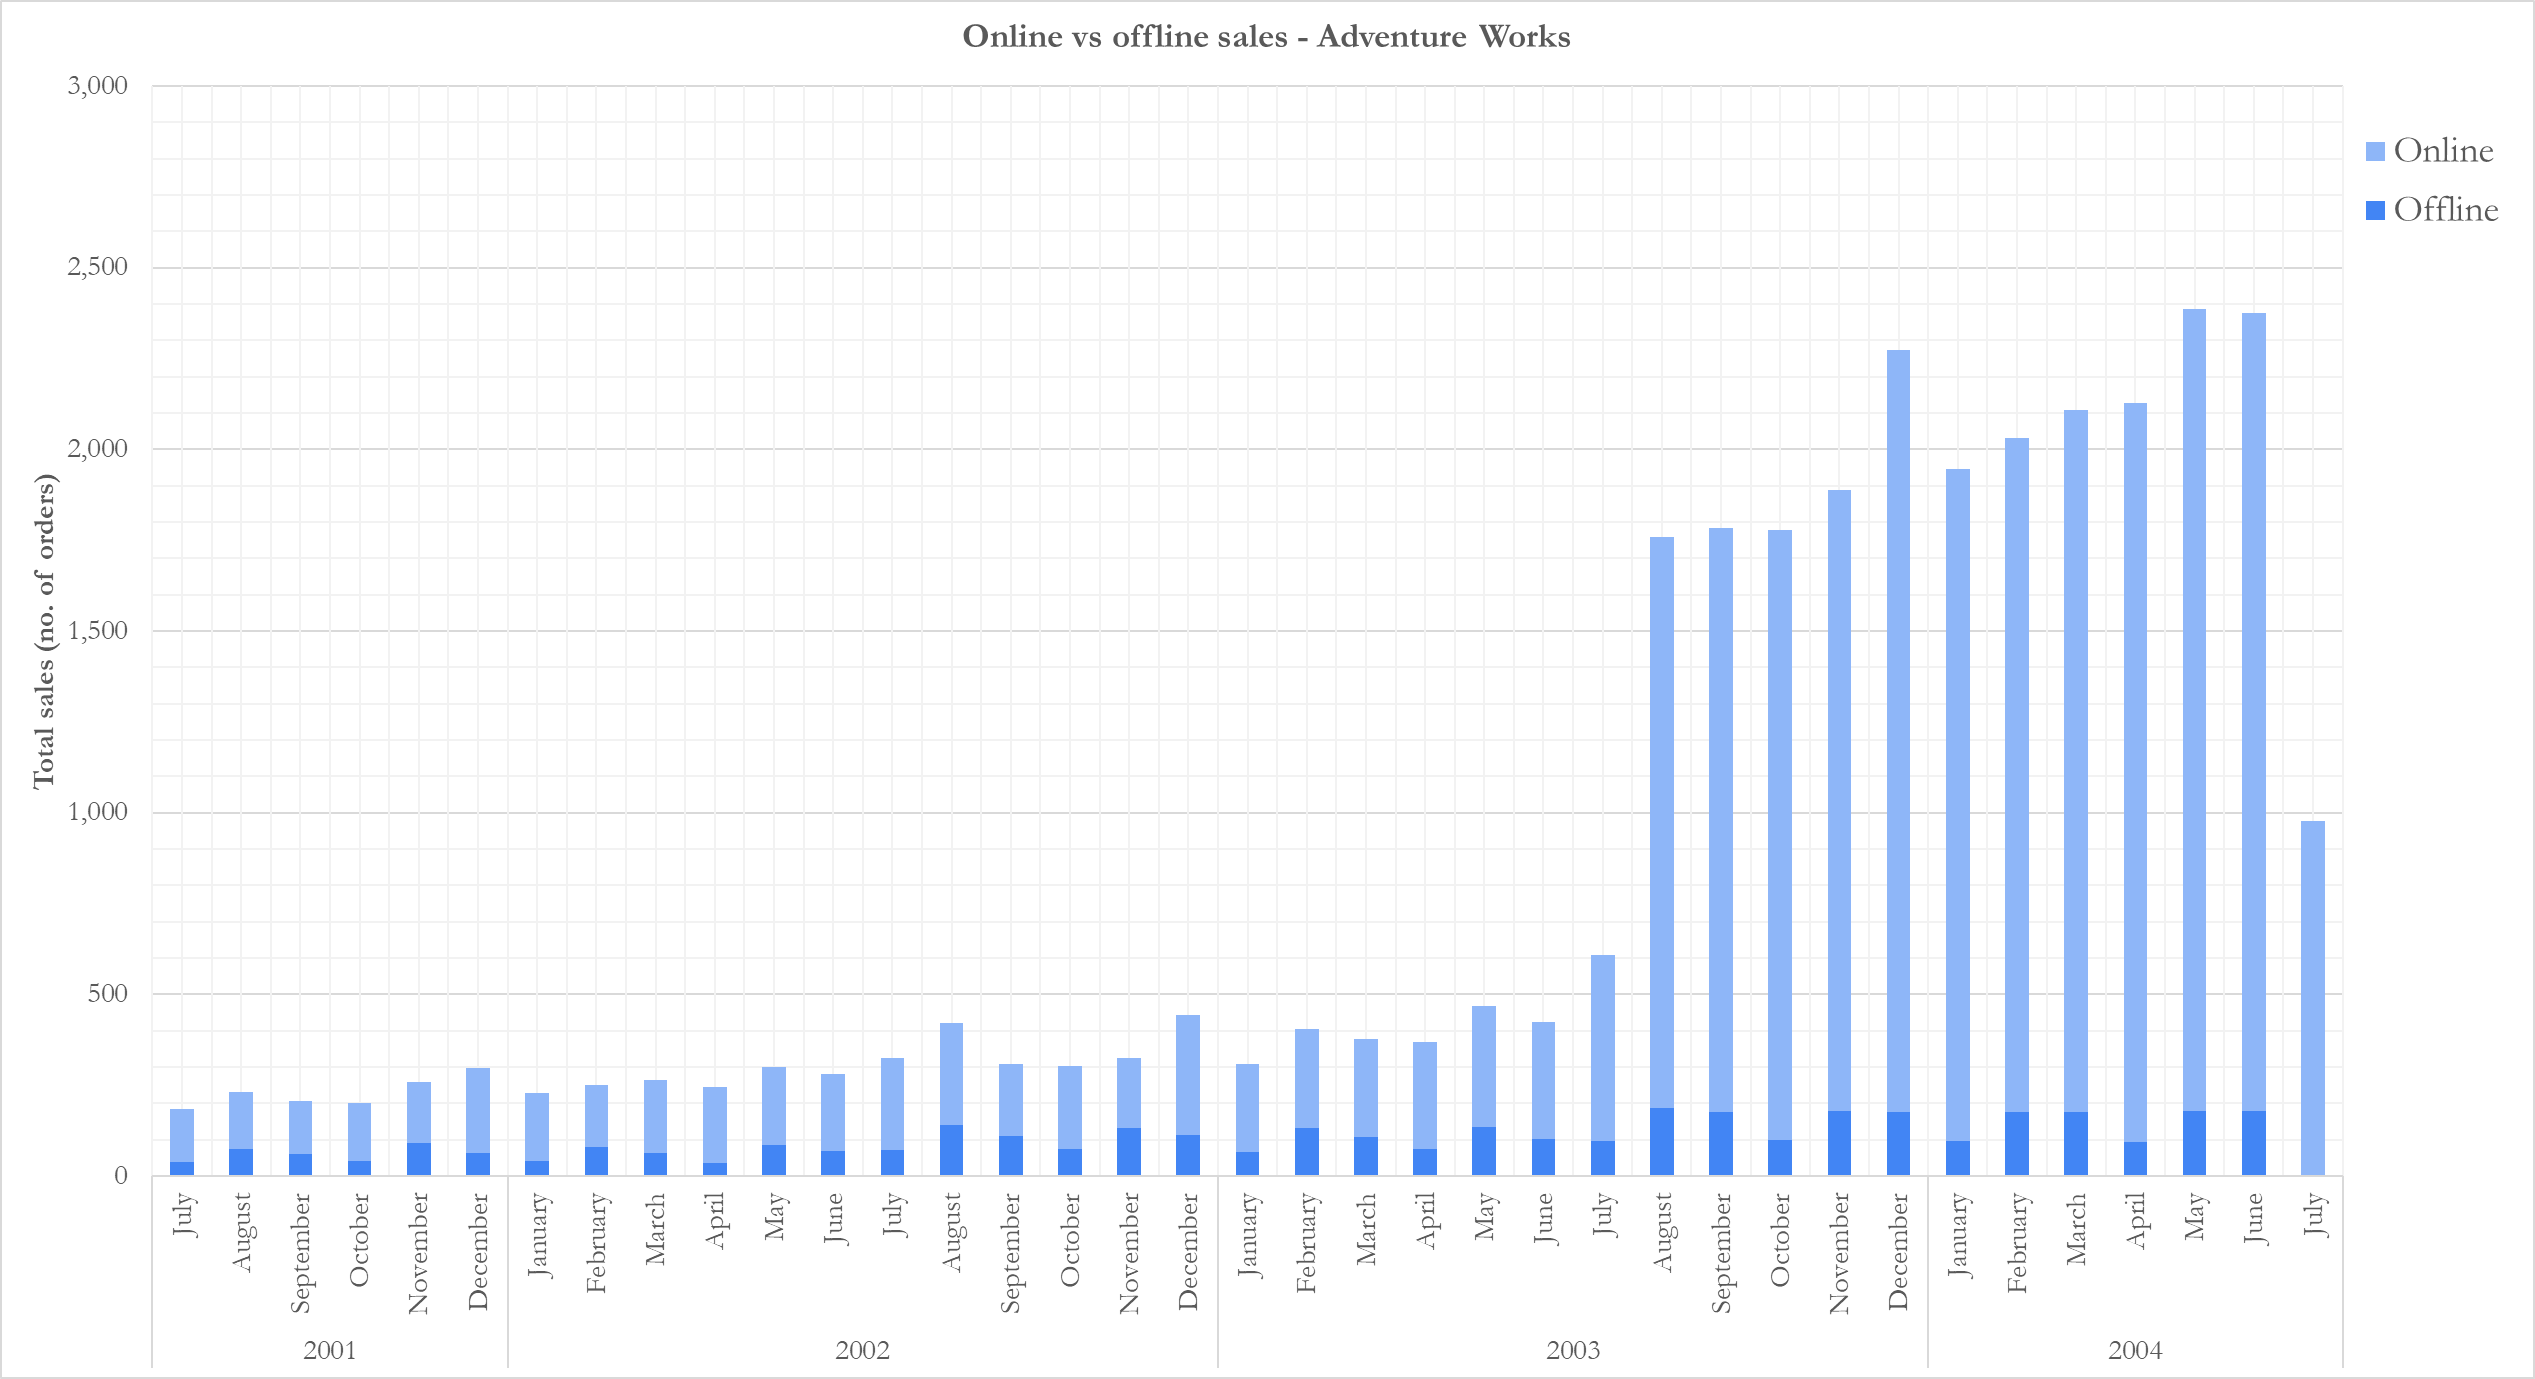 Online vs offline sales - Adventure Works
3,000
2,500
2,000
1,500
1,000
500
0
Total sales (no. of orders)
Online
Offline
July
August
September
October
November
December
January
February
March
April
May
June
July
August
September
October
November
December
January
February
March
April
May
June
July
August
September
October
November
December
January
February
March
April
May
June
July
2001
2002
2003
2004